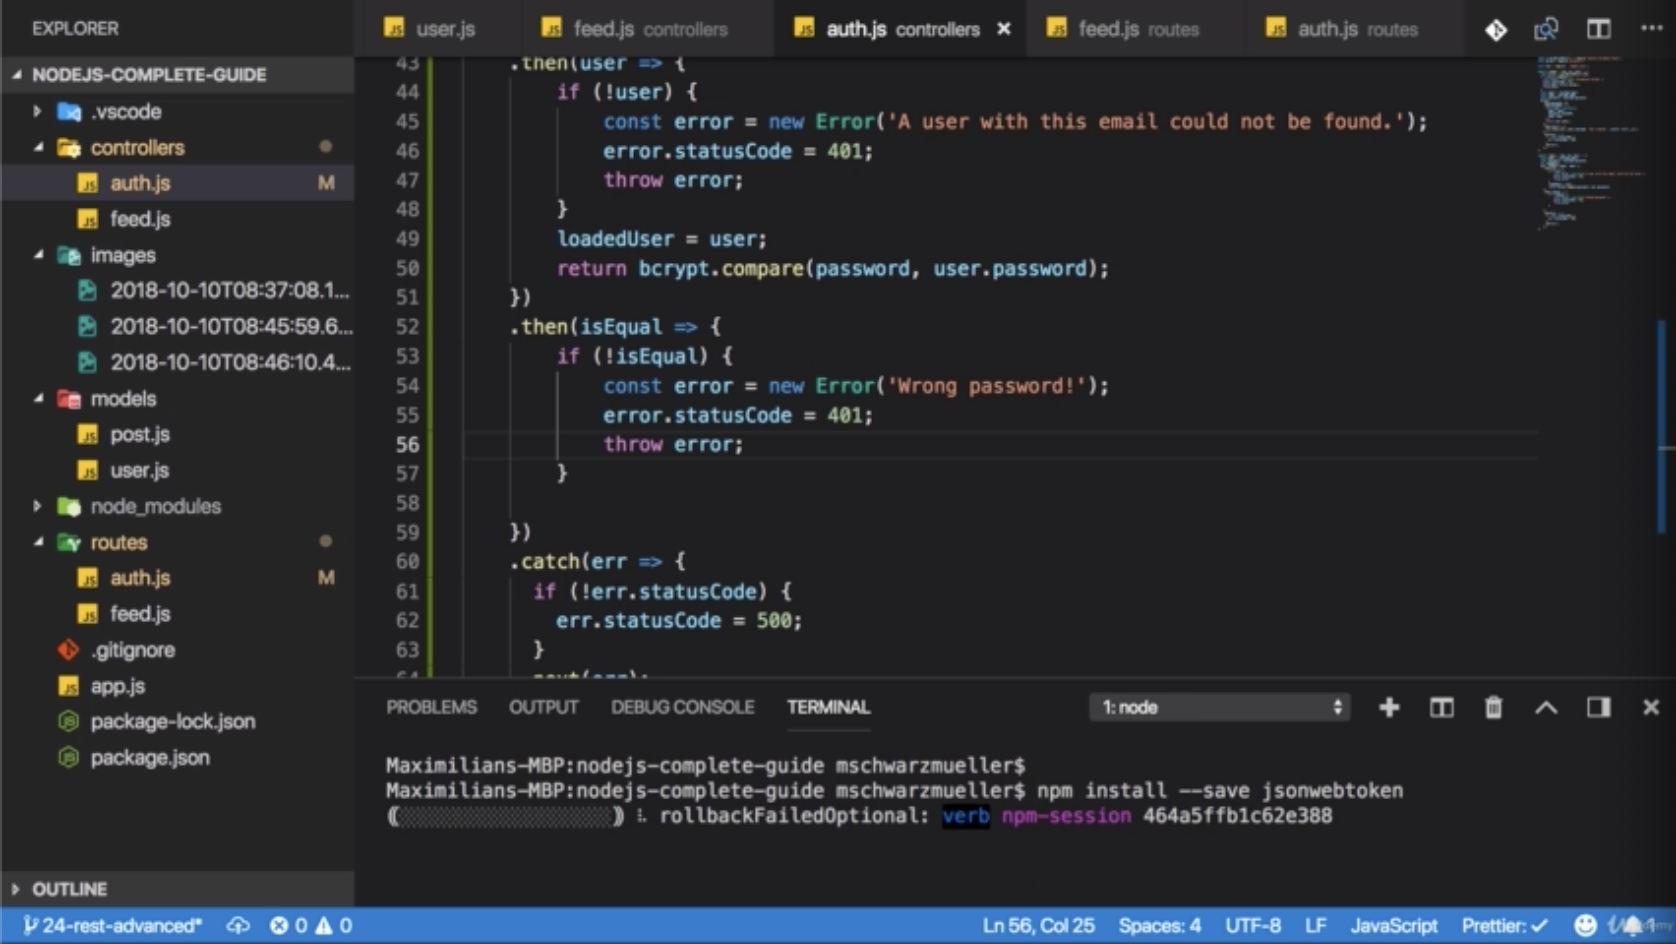 EXPLORER
user.js
feed.js controllers
auth.js controllers
feed.js routes
auth.js routes
NODEJS-COMPLETE-GUIDE
.vscode
controllers
auth.js M
feed.js
images
2018-10-10T08:37:08.1...
2018-10-10T08:45:59.6...
2018-10-10T08:46:10.4...
models
post.js
user.js
node_modules
routes
auth.js M
feed.js
.gitignore
app.js
package-lock.json
package.json
OUTLINE
43 .then(user => {
44 if (!user) {
45 const error = new Error('A user with this email could not be found.');
46 error.statusCode = 401;
47 throw error;
48 }
49 loadedUser = user;
50 return bcrypt.compare(password, user.password);
51 })
52 .then(isEqual => {
53 if (!isEqual) {
54 const error = new Error('Wrong password!');
55 error.statusCode = 401;
56 throw error;
57 }
58
59 })
60 .catch(err => {
61 if (!err.statusCode) {
62 err.statusCode = 500;
63 }
64 next(err);
PROBLEMS OUTPUT DEBUG CONSOLE TERMINAL 1: node
Maximilians-MBP:nodejs-complete-guide mschwarzmueller$
Maximilians-MBP:nodejs-complete-guide mschwarzmueller$ npm install --save jsonwebtoken
rollbackFailedOptional: verb npm-session 464a5ffb1c62e388
24-rest-advanced* 0 0 Ln 56, Col 25 Spaces: 4 UTF-8 LF JavaScript Prettier: ✓ 1